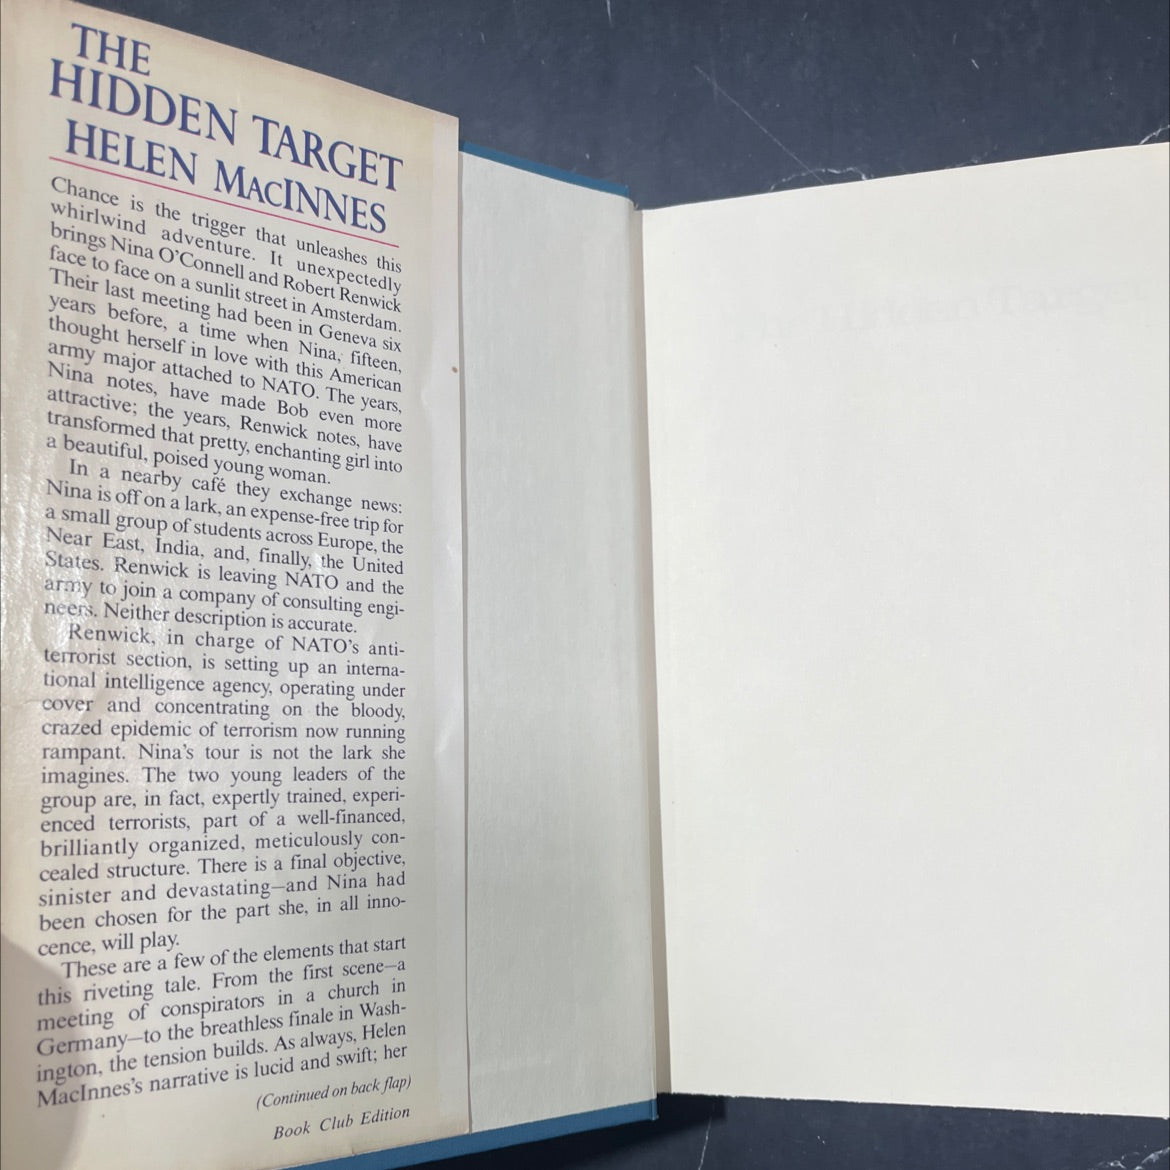 THE
HIDDEN TARGET
HELEN MACINNES
Chance is the trigger that unleashes this
whirlwind adventure. It unexpectedly
brings Nina O'Connell and Robert Renwick
face to face on a sunlit street in Amsterdam.
Their last meeting had been in Geneva six
years before, a time when Nina, fifteen,
thought herself in love with this American
army major attached to NATO. The years,
Nina notes, have made Bob even more
attractive; the years, Renwick notes, have
transformed that pretty, enchanting girl into
a beautiful, poised young woman.
In a nearby café they exchange news:
Nina is off on a lark, an expense-free trip for
a small group of students across Europe, the
Near East, India, and, finally, the United
States. Renwick is leaving NATO and the
army to join a company of consulting engi-
neers. Neither description is accurate.
Renwick, in charge of NATO's anti-
terrorist section, is setting up an interna-
tional intelligence agency, operating under
cover and concentrating on the bloody,
crazed epidemic of terrorism now running
rampant. Nina's tour is not the lark she
imagines. The two young leaders of the
group are, in fact, expertly trained, experi-
enced terrorists, part of a well-financed,
brilliantly organized, meticulously con-
cealed structure. There is a final objective,
sinister and devastating—and Nina had
been chosen for the part she, in all inno-
cence, will play.
These are a few of the elements that start
this riveting tale. From the first scene—a
meeting of conspirators in a church in
Germany—to the breathless finale in Wash-
ington, the tension builds. As always, Helen
MacInnes's narrative is lucid and swift; her
(Continued on back flap)
Book Club Edition
Hidden Target